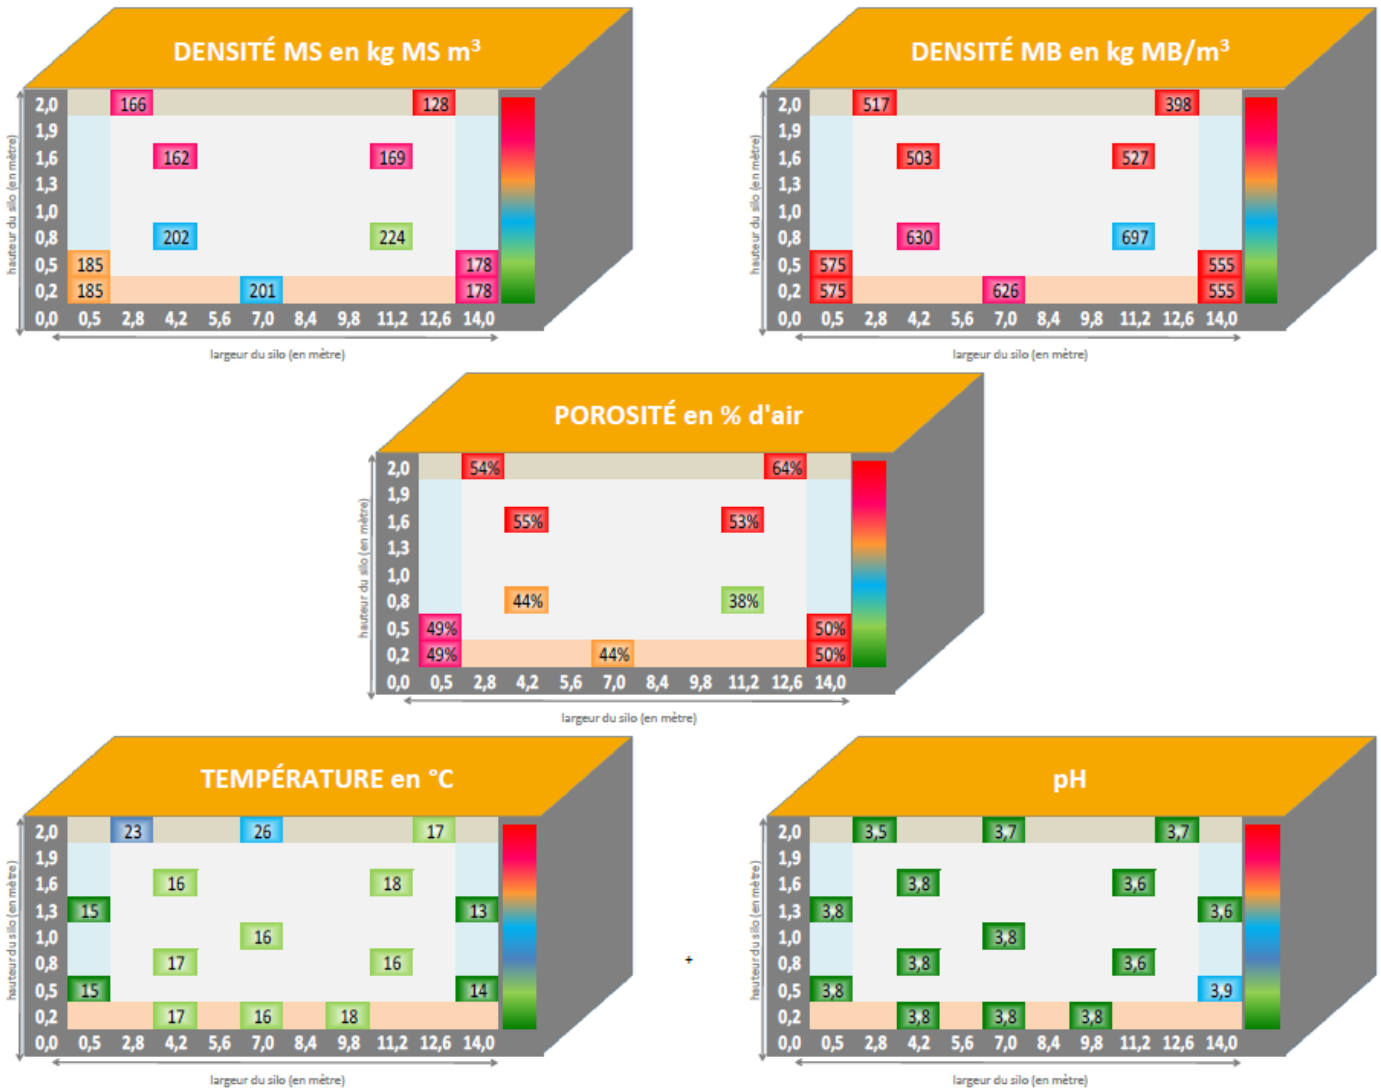 DENSITÉ MS en kg MS m³
hauteur du silo (en mètre)
2,0 166 128
1,9
1,6 162 169
1,3
1,0
0,8 202 224
0,5 185 178
0,2 185 201 178
0,0 0,5 2,8 4,2 5,6 7,0 8,4 9,8 11,2 12,6 14,0
largeur du silo (en mètre)
DENSITÉ MB en kg MB/m³
hauteur du silo (en mètre)
2,0 517 398
1,9
1,6 503 527
1,3
1,0
0,8 630 697
0,5 575 555
0,2 575 626 555
0,0 0,5 2,8 4,2 5,6 7,0 8,4 9,8 11,2 12,6 14,0
largeur du silo (en mètre)
POROSITÉ en % d'air
hauteur du silo (en mètre)
2,0 54% 64%
1,9
1,6 55% 53%
1,3
1,0
0,8 44% 38%
0,5 49% 50%
0,2 49% 44% 50%
0,0 0,5 2,8 4,2 5,6 7,0 8,4 9,8 11,2 12,6 14,0
largeur du silo (en mètre)
TEMPÉRATURE en °C
hauteur du silo (en mètre)
2,0 23 26 17
1,9
1,6 16 18
1,3 15 13
1,0 16
0,8 17 16
0,5 15 14
0,2 17 16 18
0,0 0,5 2,8 4,2 5,6 7,0 8,4 9,8 11,2 12,6 14,0
largeur du silo (en mètre)
+
pH
hauteur du silo (en mètre)
2,0 3,5 3,7 3,7
1,9
1,6 3,8 3,6
1,3 3,8 3,6
1,0 3,8
0,8 3,8 3,6
0,5 3,8 3,9
0,2 3,8 3,8 3,8
0,0 0,5 2,8 4,2 5,6 7,0 8,4 9,8 11,2 12,6 14,0
largeur du silo (en mètre)